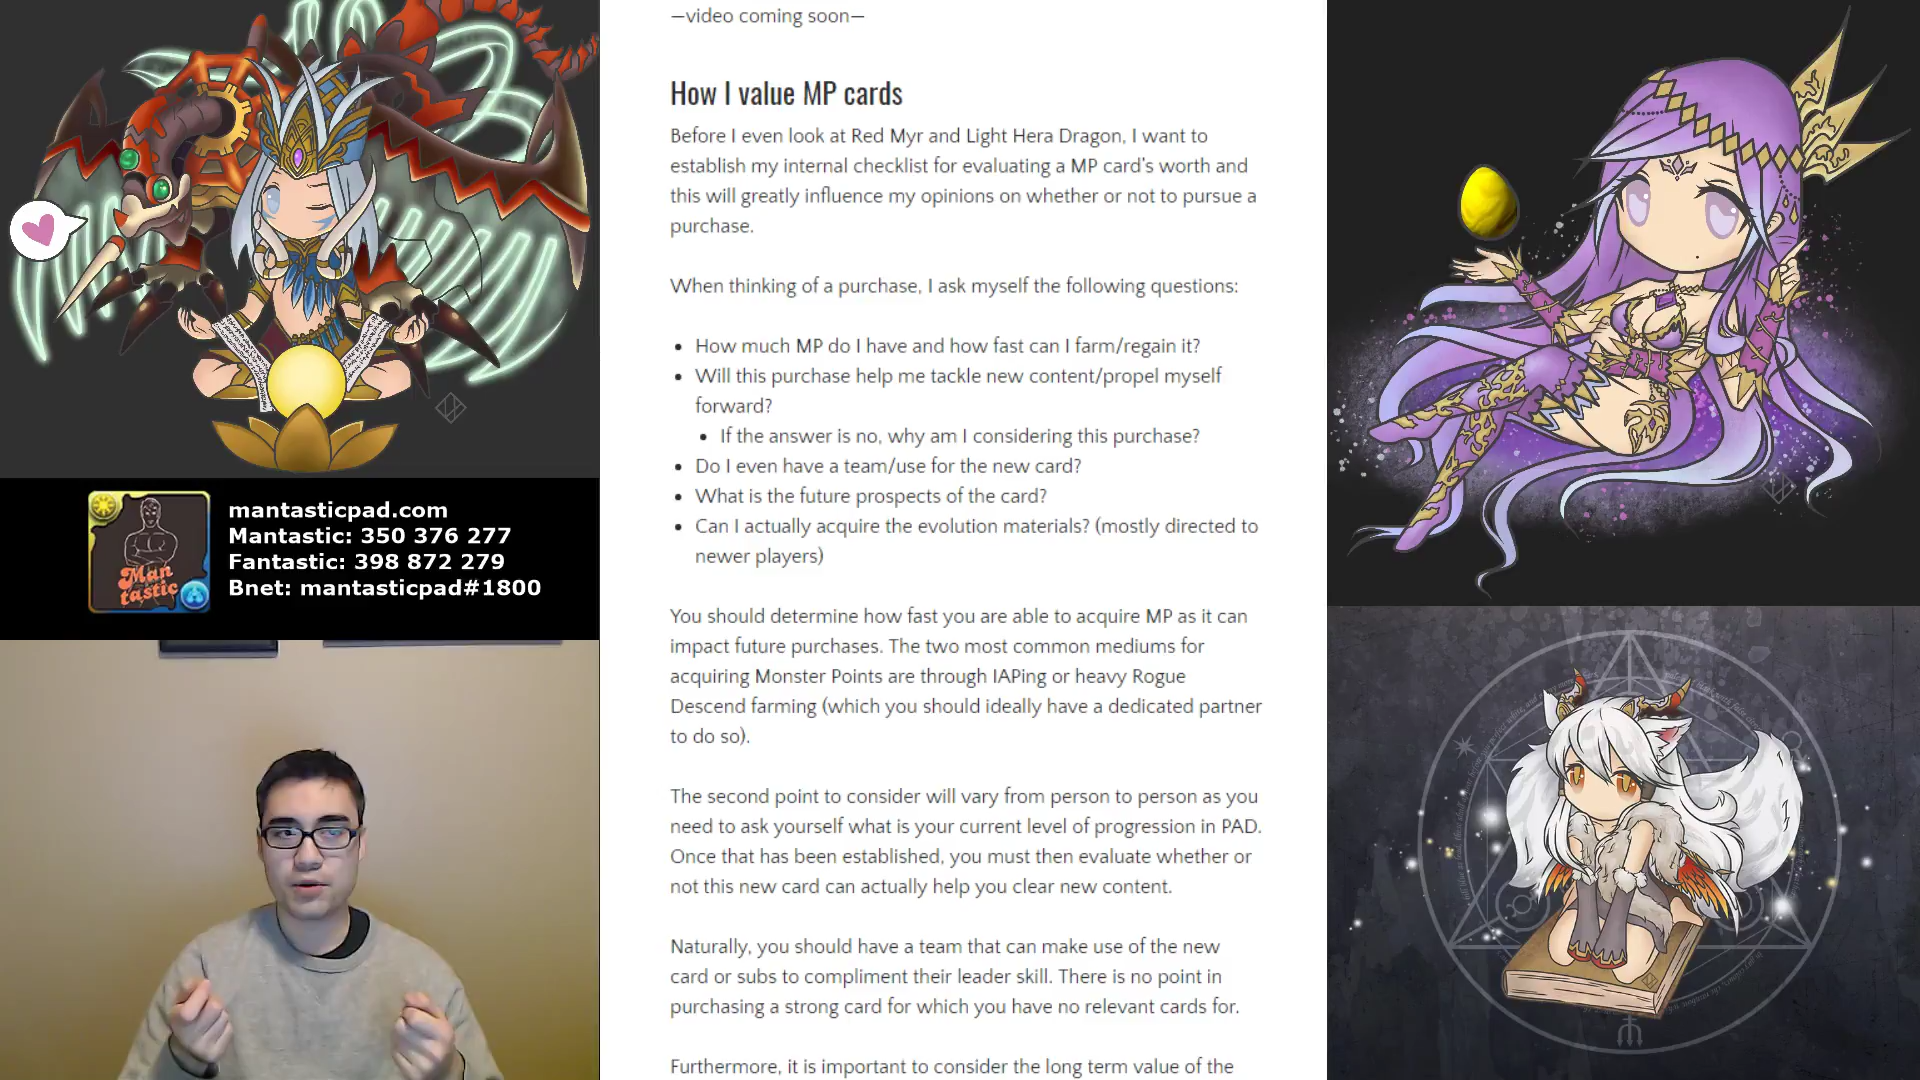 —video coming soon—
How I value MP cards
Before I even look at Red Myr and Light Hera Dragon, I want to
establish my internal checklist for evaluating a MP card's worth and
this will greatly influence my opinions on whether or not to pursue a
purchase.
When thinking of a purchase, I ask myself the following questions:
How much MP do I have and how fast can I farm/regain it?
Will this purchase help me tackle new content/propel myself
forward?
If the answer is no, why am I considering this purchase?
Do I even have a team/use for the new card?
What is the future prospects of the card?
Can I actually acquire the evolution materials? (mostly directed to
newer players)
You should determine how fast you are able to acquire MP as it can
impact future purchases. The two most common mediums for
acquiring Monster Points are through IAPing or heavy Rogue
Descend farming (which you should ideally have a dedicated partner
to do so).
The second point to consider will vary from person to person as you
need to ask yourself what is your current level of progression in PAD.
Once that has been established, you must then evaluate whether or
not this new card can actually help you clear new content.
Naturally, you should have a team that can make use of the new
card or subs to compliment their leader skill. There is no point in
purchasing a strong card for which you have no relevant cards for.
Furthermore, it is important to consider the long term value of the
Man
tastic
mantasticpad.com
Mantastic: 350 376 277
Fantastic: 398 872 279
Bnet: mantasticpad#1800